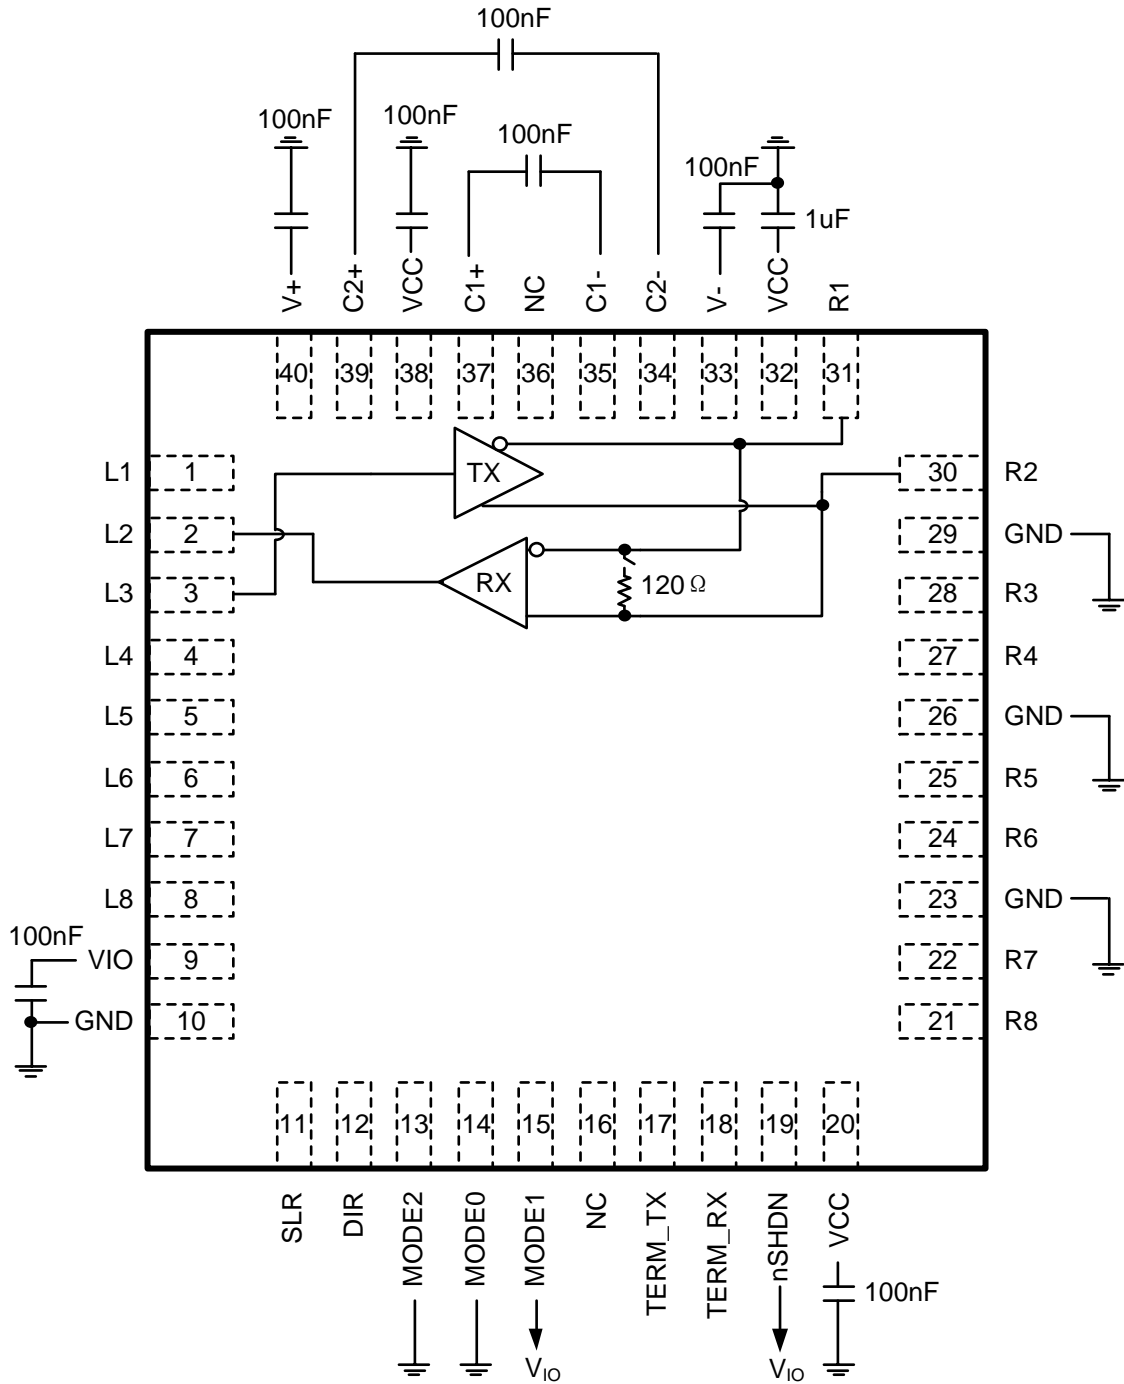 100nF
100nF
100nF
100nF
100nF
1uF
V+
C2+
VCC
C1+
NC
C1-
C2-
V-
VCC
R1
40
39
38
37
36
35
34
33
32
31
L1 1
TX
30 R2
L2 2
29 GND
L3 3
RX
120Ω
28 R3
L4 4
27 R4
L5 5
26 GND
L6 6
25 R5
L7 7
24 R6
L8 8
23 GND
100nF
VIO 9
22 R7
GND 10
21 R8
11
12
13
14
15
16
17
18
19
20
SLR
DIR
MODE2
MODE0
MODE1
NC
TERM_TX
TERM_RX
nSHDN
VCC
100nF
VIO
VIO